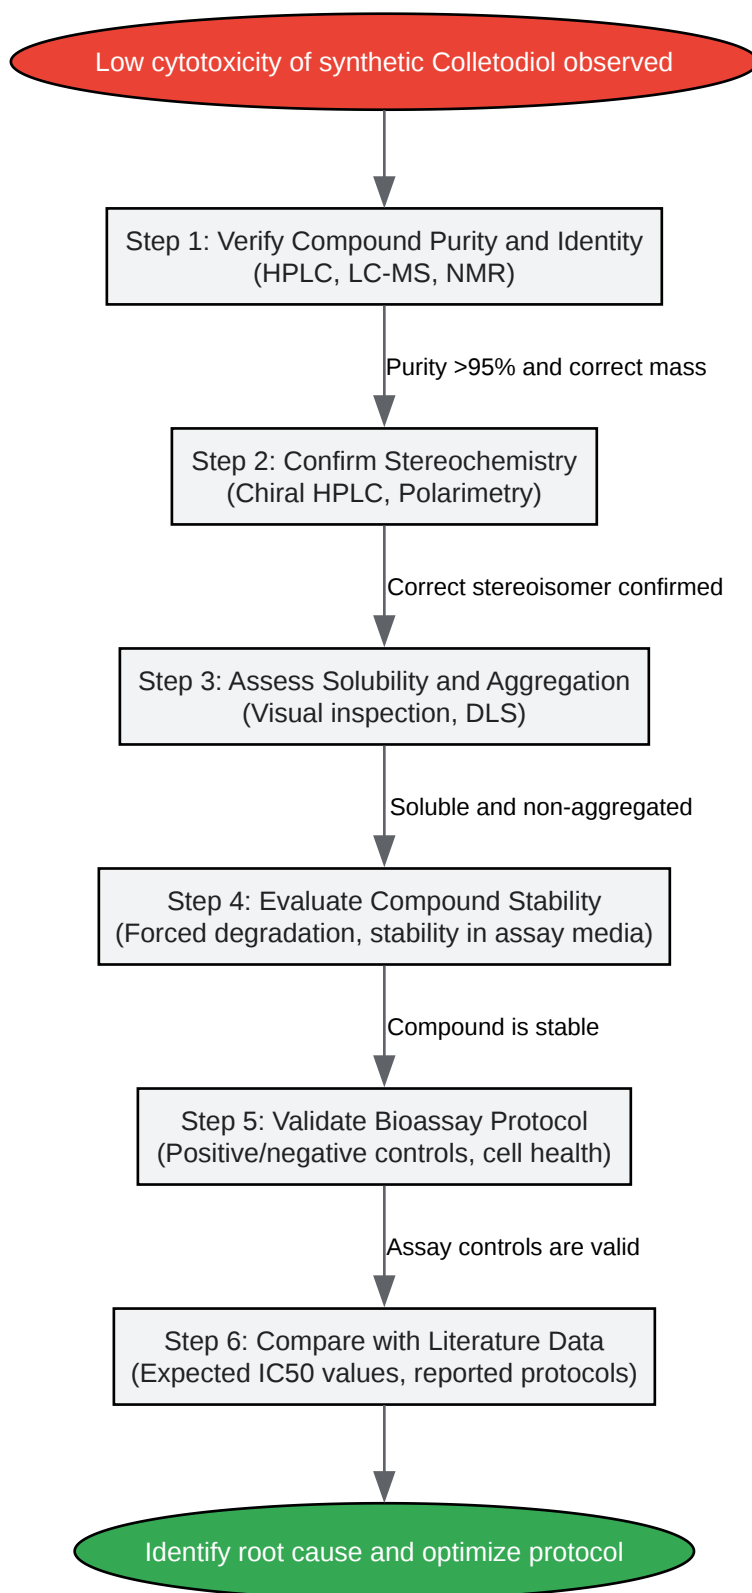 Low cytotoxicity of synthetic Colletodiol observed
Step 1: Verify Compound Purity and Identity
(HPLC, LC-MS, NMR)
Purity >95% and correct mass
Step 2: Confirm Stereochemistry
(Chiral HPLC, Polarimetry)
Correct stereoisomer confirmed
Step 3: Assess Solubility and Aggregation
(Visual inspection, DLS)
Soluble and non-aggregated
Step 4: Evaluate Compound Stability
(Forced degradation, stability in assay media)
Compound is stable
Step 5: Validate Bioassay Protocol
(Positive/negative controls, cell health)
Assay controls are valid
Step 6: Compare with Literature Data
(Expected IC50 values, reported protocols)
Identify root cause and optimize protocol